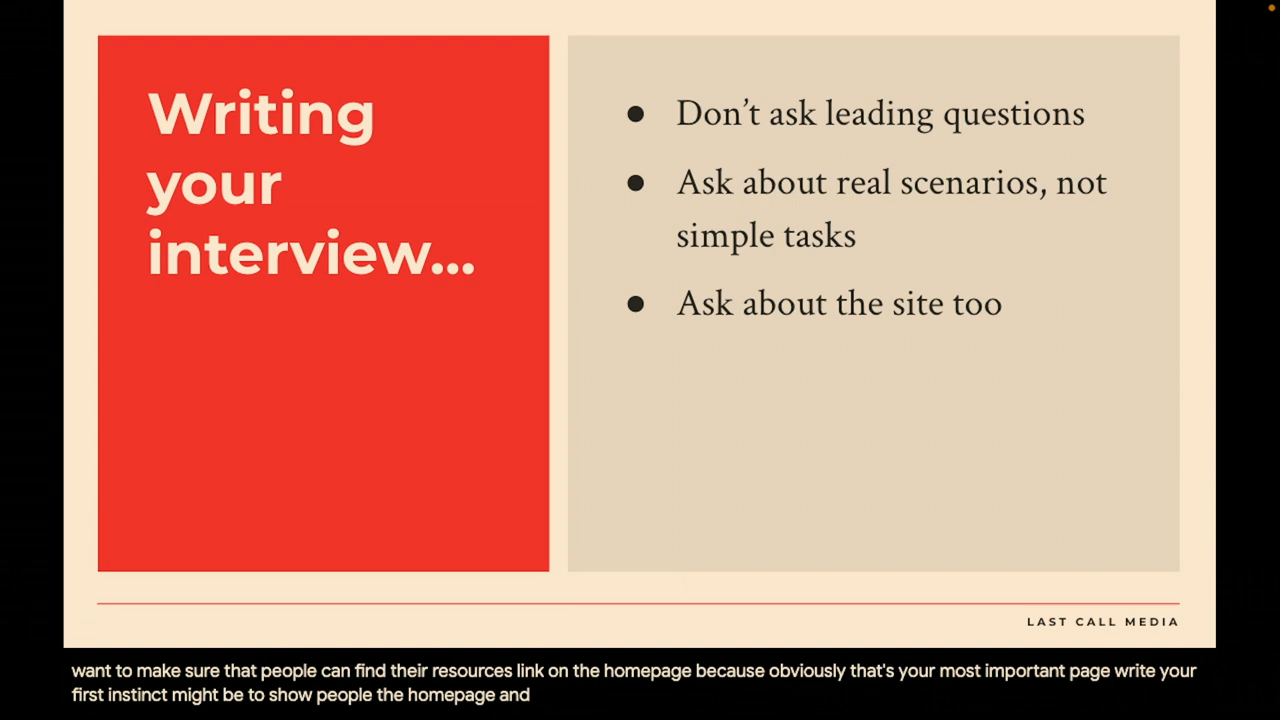 Writing
your
interview...
● Don't ask leading questions
● Ask about real scenarios, not
simple tasks
● Ask about the site too
LAST CALL MEDIA
want to make sure that people can find their resources link on the homepage because obviously that's your most important page write your
first instinct might be to show people the homepage and